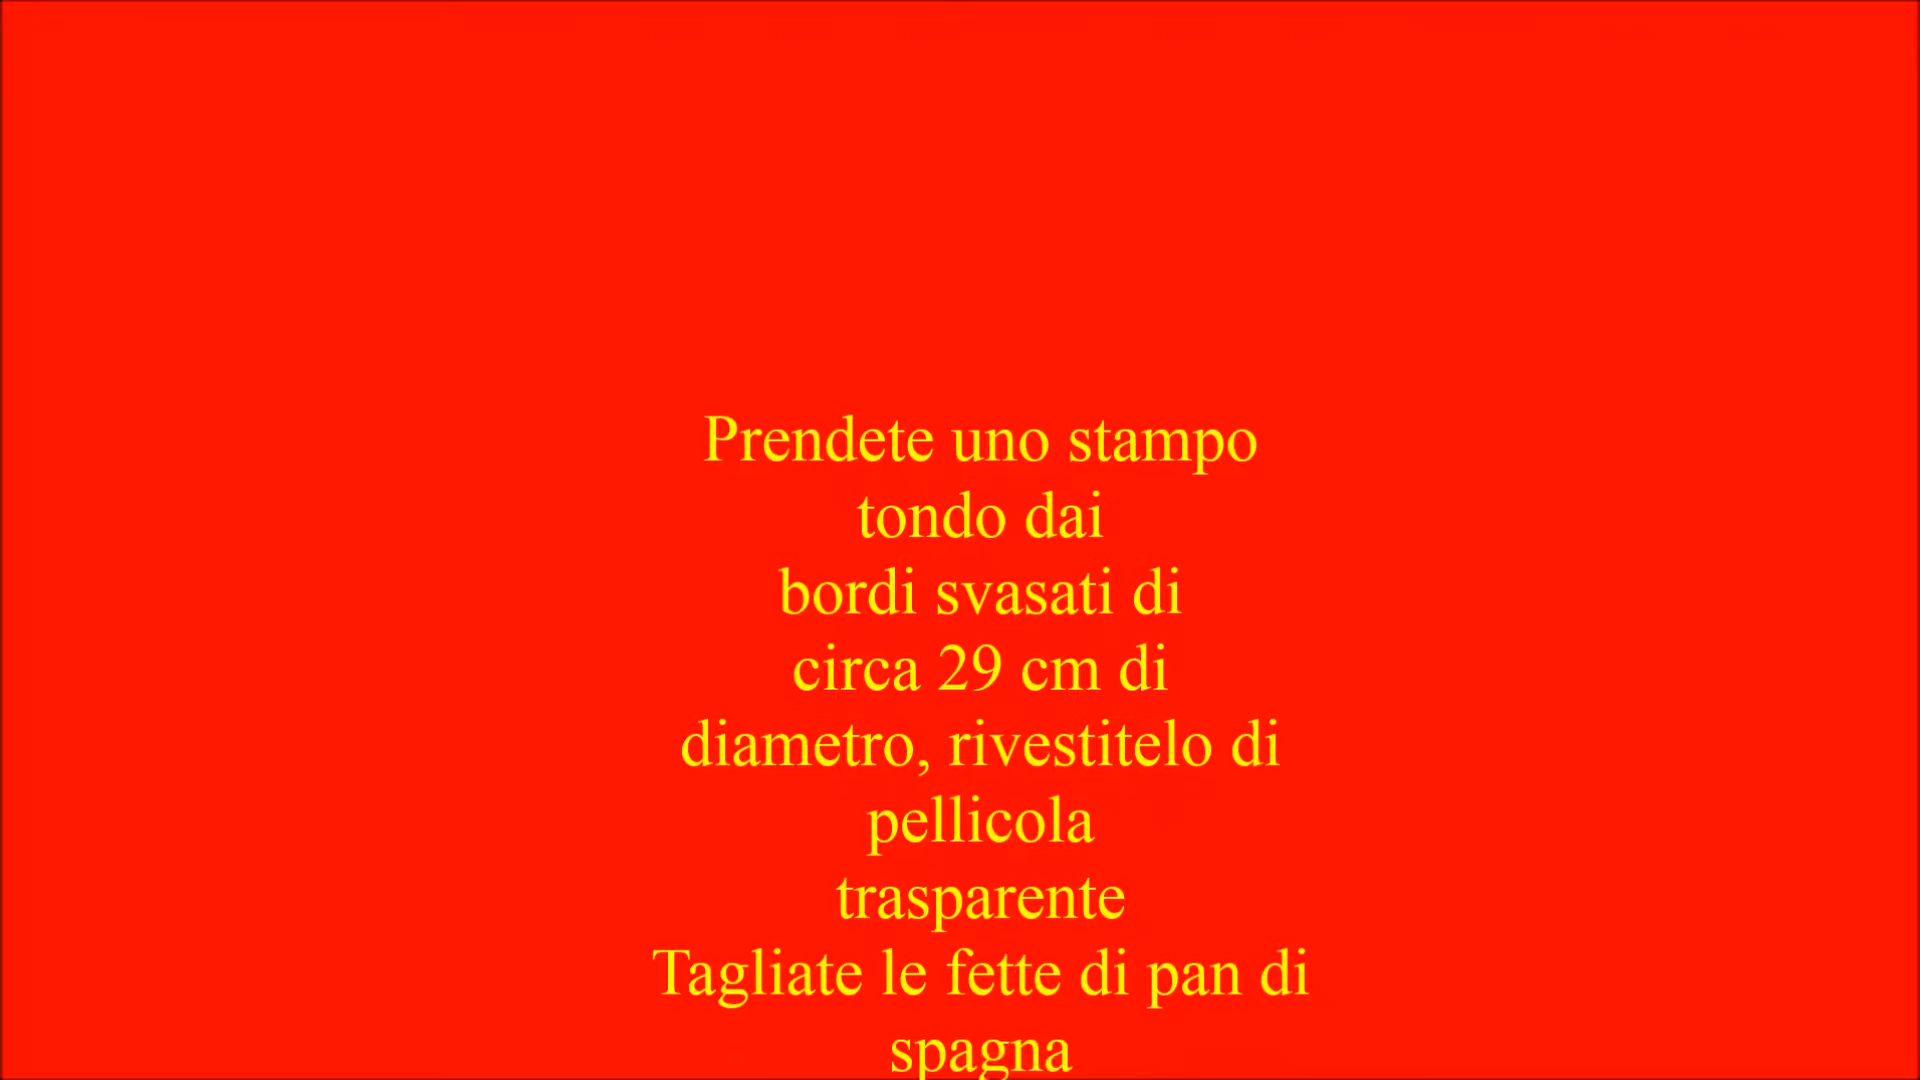 Prendete uno stampo
tondo dai
bordi svasati di
circa 29 cm di
diametro, rivestitelo di
pellicola
trasparente
Tagliate le fette di pan di
spagna